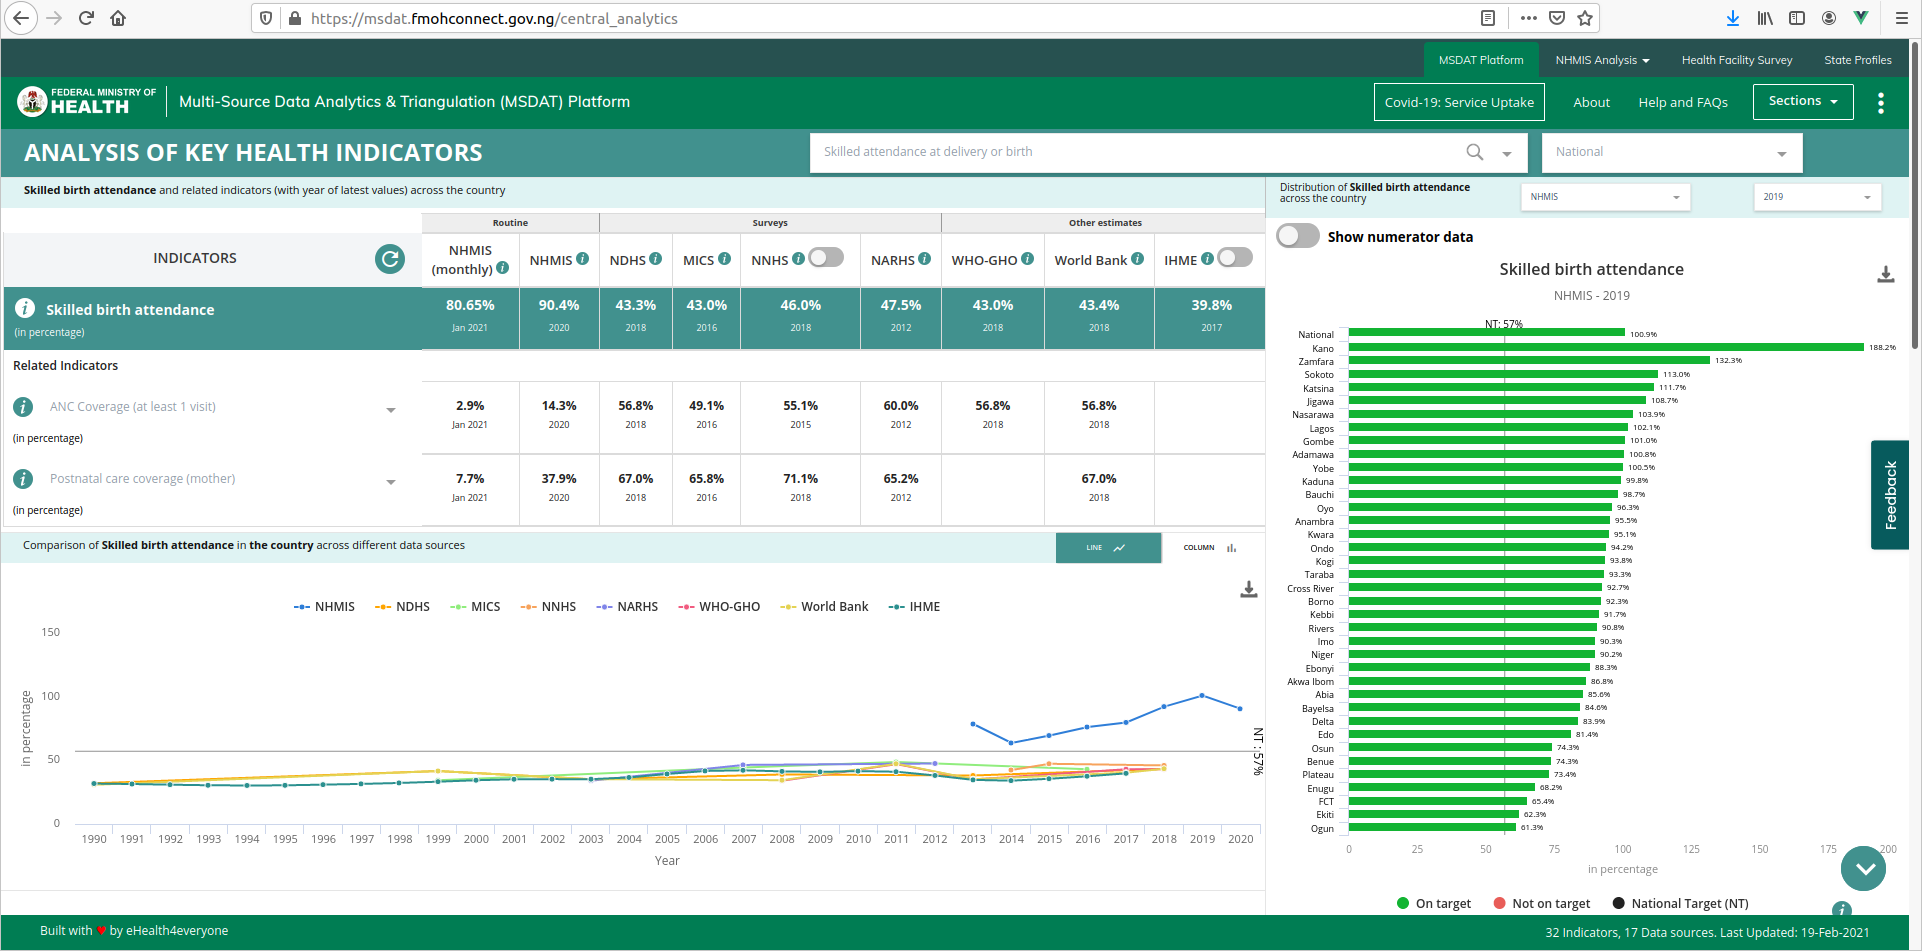 https://msdat.fmohconnect.gov.ng/central_analytics
MSDAT Platform
NHMIS Analysis
Health Facility Survey
State Profiles
FEDERAL MINISTRY OF
HEALTH
Multi-Source Data Analytics & Triangulation (MSDAT) Platform
Covid-19: Service Uptake
About
Help and FAQs
Sections
ANALYSIS OF KEY HEALTH INDICATORS
Skilled attendance at delivery or birth
National
Skilled birth attendance and related indicators (with year of latest values) across the country
Routine
Surveys
Other estimates
INDICATORS
NHMIS
(monthly)
NHMIS
NDHS
MICS
NNHS
NARHS
WHO-GHO
World Bank
IHME
Skilled birth attendance
(in percentage)
80.65% 90.4% 43.3% 43.0% 46.0% 47.5% 43.0% 43.4% 39.8%
Jan 2021 2020 2018 2016 2018 2012 2018 2018 2017
Related Indicators
ANC Coverage (at least 1 visit)
(in percentage)
2.9% 14.3% 56.8% 49.1% 55.1% 60.0% 56.8% 56.8%
Jan 2021 2020 2018 2016 2015 2012 2018 2018
Postnatal care coverage (mother)
(in percentage)
7.7% 37.9% 67.0% 65.8% 71.1% 65.2% 67.0%
Jan 2021 2020 2018 2016 2018 2012 2018
Comparison of Skilled birth attendance in the country across different data sources
LINE
COLUMN
NHMIS NDHS MICS NNHS NARHS WHO-GHO World Bank IHME
150
100
50
0
in percentage
NT : 57%
1990 1991 1992 1993 1994 1995 1996 1997 1998 1999 2000 2001 2002 2003 2004 2005 2006 2007 2008 2009 2010 2011 2012 2013 2014 2015 2016 2017 2018 2019 2020
Year
Distribution of Skilled birth attendance
across the country
NHMIS
2019
Show numerator data
Skilled birth attendance
NHMIS - 2019
NT: 57%
National 100.9%
Kano 188.2%
Zamfara 132.3%
Sokoto 113.0%
Katsina 111.7%
Jigawa 108.7%
Nasarawa 103.9%
Lagos 102.1%
Gombe 101.0%
Adamawa 100.8%
Yobe 100.5%
Kaduna 99.8%
Bauchi 98.7%
Oyo 96.3%
Anambra 95.5%
Kwara 95.1%
Ondo 94.2%
Kogi 93.8%
Taraba 93.3%
Cross River 92.7%
Borno 92.3%
Kebbi 91.7%
Rivers 90.8%
Imo 90.3%
Niger 90.2%
Ebonyi 88.3%
Akwa Ibom 86.8%
Abia 85.6%
Bayelsa 84.6%
Delta 83.9%
Edo 81.4%
Osun 74.3%
Benue 74.3%
Plateau 73.4%
Enugu 68.2%
FCT 65.4%
Ekiti 62.3%
Ogun 61.3%
0 25 50 75 100 125 150 175 200
in percentage
On target
Not on target
National Target (NT)
Feedback
Built with ♥ by eHealth4everyone
32 Indicators, 17 Data sources. Last Updated: 19-Feb-2021